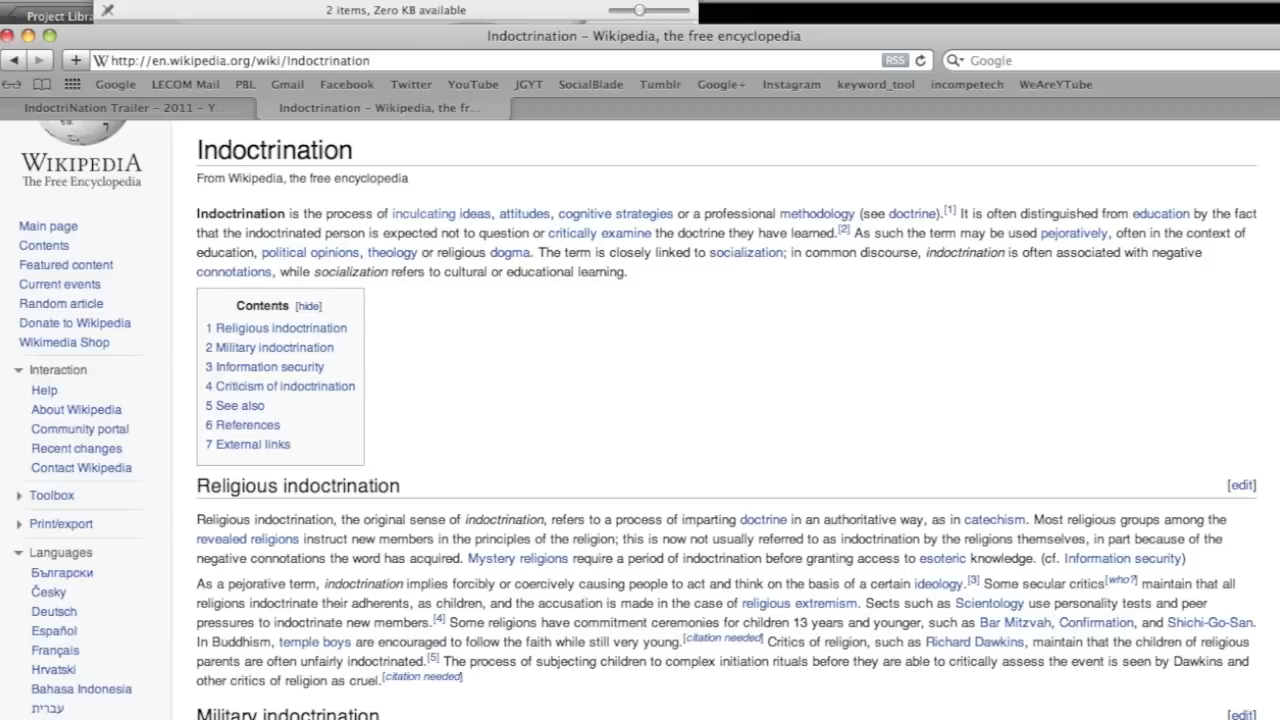 Project Libr
2 items, Zero KB available
Indoctrination – Wikipedia, the free encyclopedia
W http://en.wikipedia.org/wiki/Indoctrination RSS Google
Google LECOM Mail PBL Gmail Facebook Twitter YouTube JGYT SocialBlade Tumblr Google+ Instagram keyword_tool incompetech WeAreYTube
IndoctriNation Trailer – 2011 – Y... Indoctrination – Wikipedia, the fr...
WIKIPEDIA
The Free Encyclopedia
Main page
Contents
Featured content
Current events
Random article
Donate to Wikipedia
Wikimedia Shop
Interaction
Help
About Wikipedia
Community portal
Recent changes
Contact Wikipedia
Toolbox
Print/export
Languages
Български
Česky
Deutsch
Español
Français
Hrvatski
Bahasa Indonesia
עברית
Indoctrination
From Wikipedia, the free encyclopedia
Indoctrination is the process of inculcating ideas, attitudes, cognitive strategies or a professional methodology (see doctrine).[1] It is often distinguished from education by the fact
that the indoctrinated person is expected not to question or critically examine the doctrine they have learned.[2] As such the term may be used pejoratively, often in the context of
education, political opinions, theology or religious dogma. The term is closely linked to socialization; in common discourse, indoctrination is often associated with negative
connotations, while socialization refers to cultural or educational learning.
Contents [hide]
1 Religious indoctrination
2 Military indoctrination
3 Information security
4 Criticism of indoctrination
5 See also
6 References
7 External links
Religious indoctrination [edit]
Religious indoctrination, the original sense of indoctrination, refers to a process of imparting doctrine in an authoritative way, as in catechism. Most religious groups among the
revealed religions instruct new members in the principles of the religion; this is now not usually referred to as indoctrination by the religions themselves, in part because of the
negative connotations the word has acquired. Mystery religions require a period of indoctrination before granting access to esoteric knowledge. (cf. Information security)
As a pejorative term, indoctrination implies forcibly or coercively causing people to act and think on the basis of a certain ideology.[3] Some secular critics[who?] maintain that all
religions indoctrinate their adherents, as children, and the accusation is made in the case of religious extremism. Sects such as Scientology use personality tests and peer
pressures to indoctrinate new members.[4] Some religions have commitment ceremonies for children 13 years and younger, such as Bar Mitzvah, Confirmation, and Shichi-Go-San.
In Buddhism, temple boys are encouraged to follow the faith while still very young.[citation needed] Critics of religion, such as Richard Dawkins, maintain that the children of religious
parents are often unfairly indoctrinated.[5] The process of subjecting children to complex initiation rituals before they are able to critically assess the event is seen by Dawkins and
other critics of religion as cruel.[citation needed]
Military indoctrination [edit]